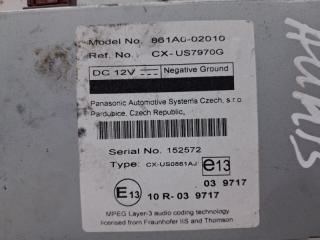 Model No. 861A0-02010
Ref. No. CX-US7970G
DC 12V Negative Ground
Panasonic Automotive Systems Czech, s.r.o.
Pardubice, Czech Republic,
Serial No. 152572
Type: CX-US0861AJ
e13
03 9717
E13
10 R- 03 9717
MPEG Layer-3 audio coding technology
licensed from Fraunhofer IIS and Thomson